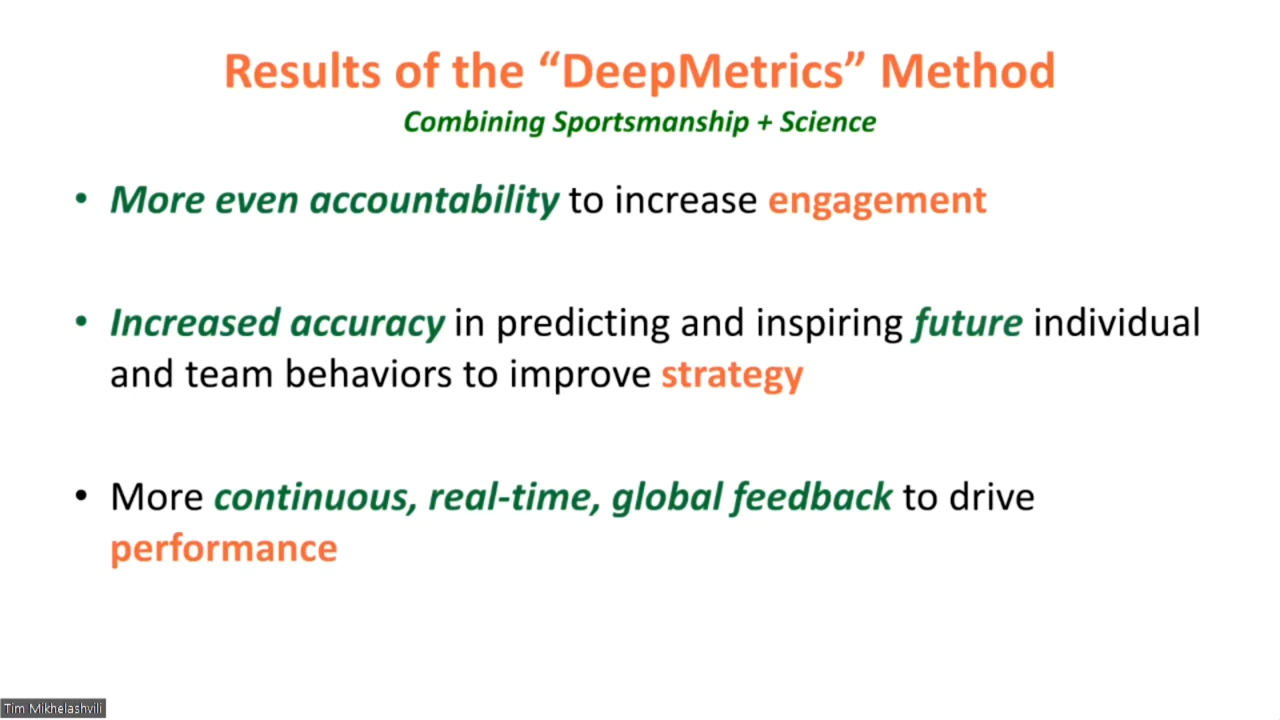 Results of the “DeepMetrics” Method
Combining Sportsmanship + Science
• More even accountability to increase engagement
• Increased accuracy in predicting and inspiring future individual
and team behaviors to improve strategy
• More continuous, real-time, global feedback to drive
performance
Tim Mikhelashvili